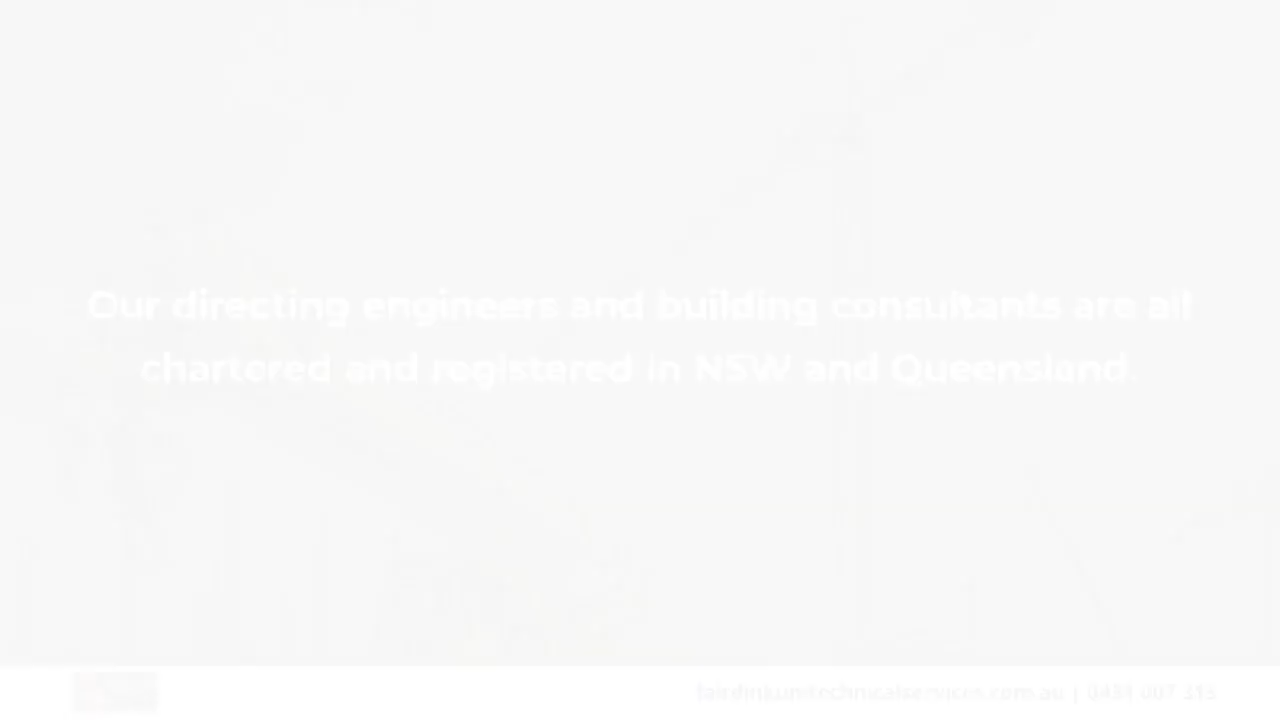 Our directing engineers and building consultants are all
chartered and registered in NSW and Queensland.